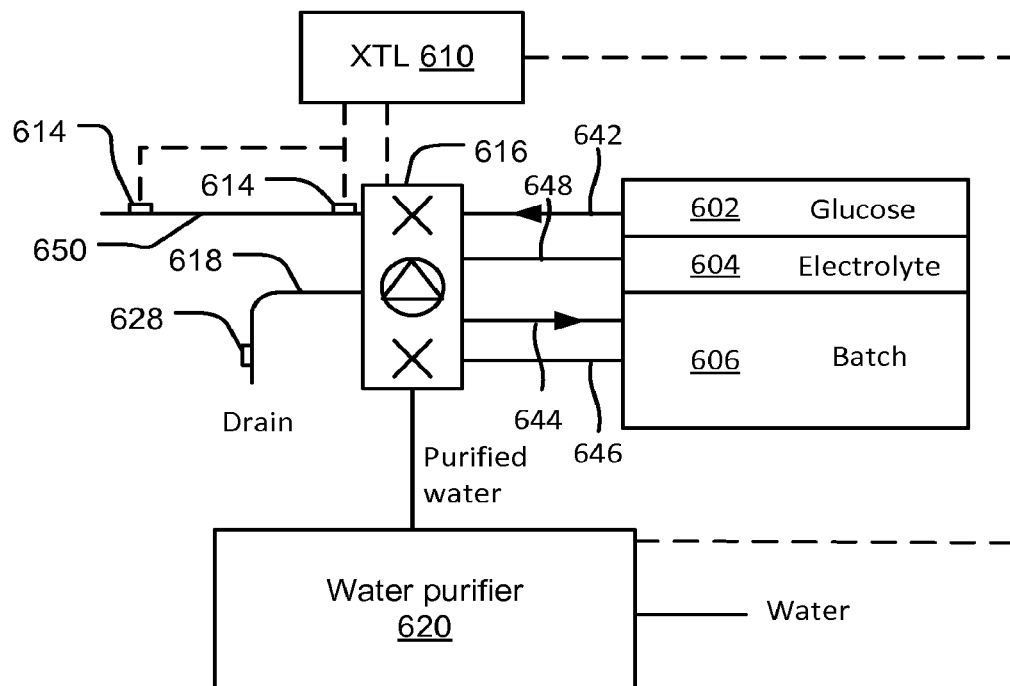 XTL 610
614
616
642
614
648
602 Glucose
650
618
604 Electrolyte
628
606 Batch
Drain
644
646
Purified
water
Water purifier
620
Water